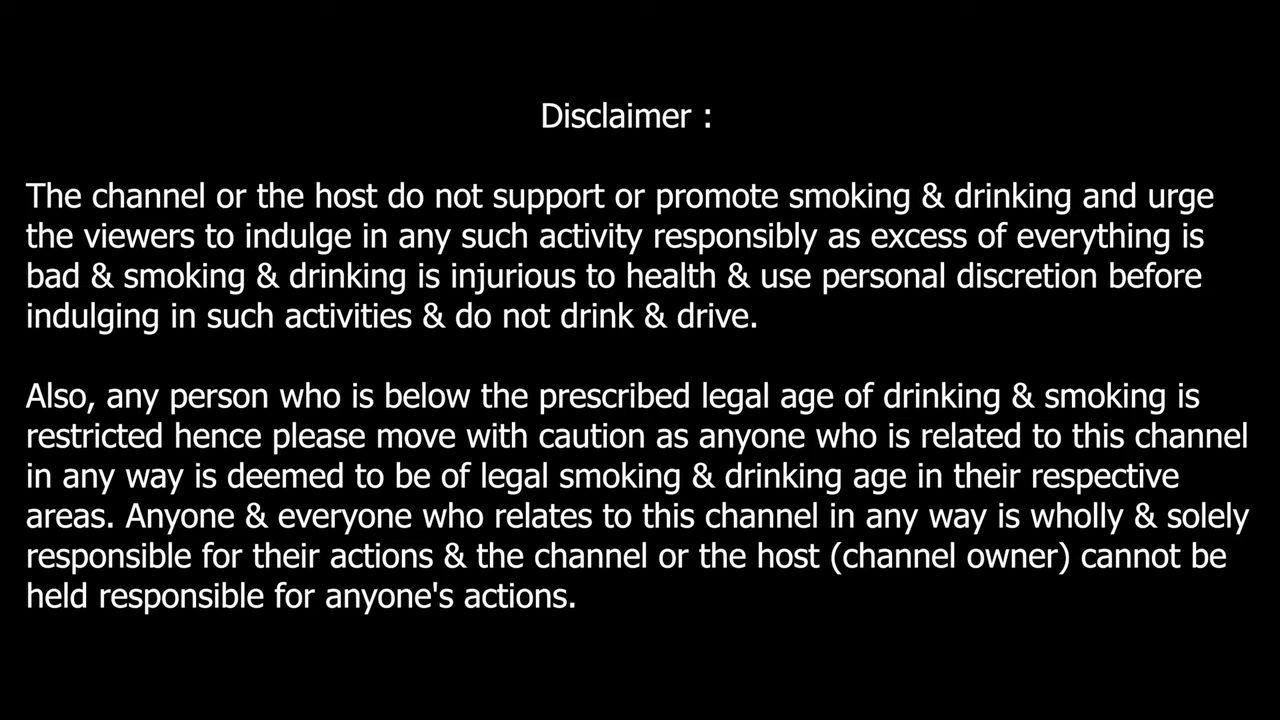 Disclaimer :
The channel or the host do not support or promote smoking & drinking and urge
the viewers to indulge in any such activity responsibly as excess of everything is
bad & smoking & drinking is injurious to health & use personal discretion before
indulging in such activities & do not drink & drive.
Also, any person who is below the prescribed legal age of drinking & smoking is
restricted hence please move with caution as anyone who is related to this channel
in any way is deemed to be of legal smoking & drinking age in their respective
areas. Anyone & everyone who relates to this channel in any way is wholly & solely
responsible for their actions & the channel or the host (channel owner) cannot be
held responsible for anyone's actions.